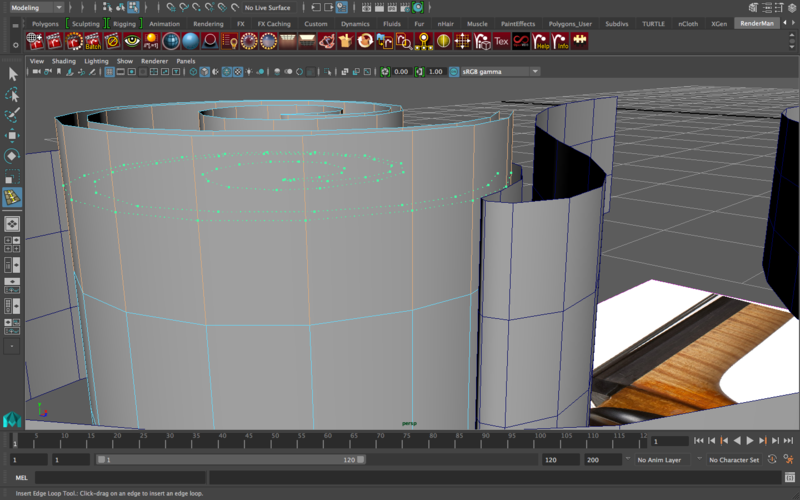 Modeling
No Live Surface
Polygons Sculpting Rigging Animation Rendering FX FX Caching Custom Dynamics Fluids Fur nHair Muscle PaintEffects Polygons_User Subdivs TURTLE nCloth XGen RenderMan
Batch Tex Help Info
View Shading Lighting Show Renderer Panels
0.00 1.00 sRGB gamma
persp
1 5 10 15 20 25 30 35 40 45 50 55 60 65 70 75 80 85 90 95 100 105 110 115 12 1
1 1 1 120 120 200 No Anim Layer No Character Set
MEL
Insert Edge Loop Tool.: Click-drag on an edge to insert an edge loop.